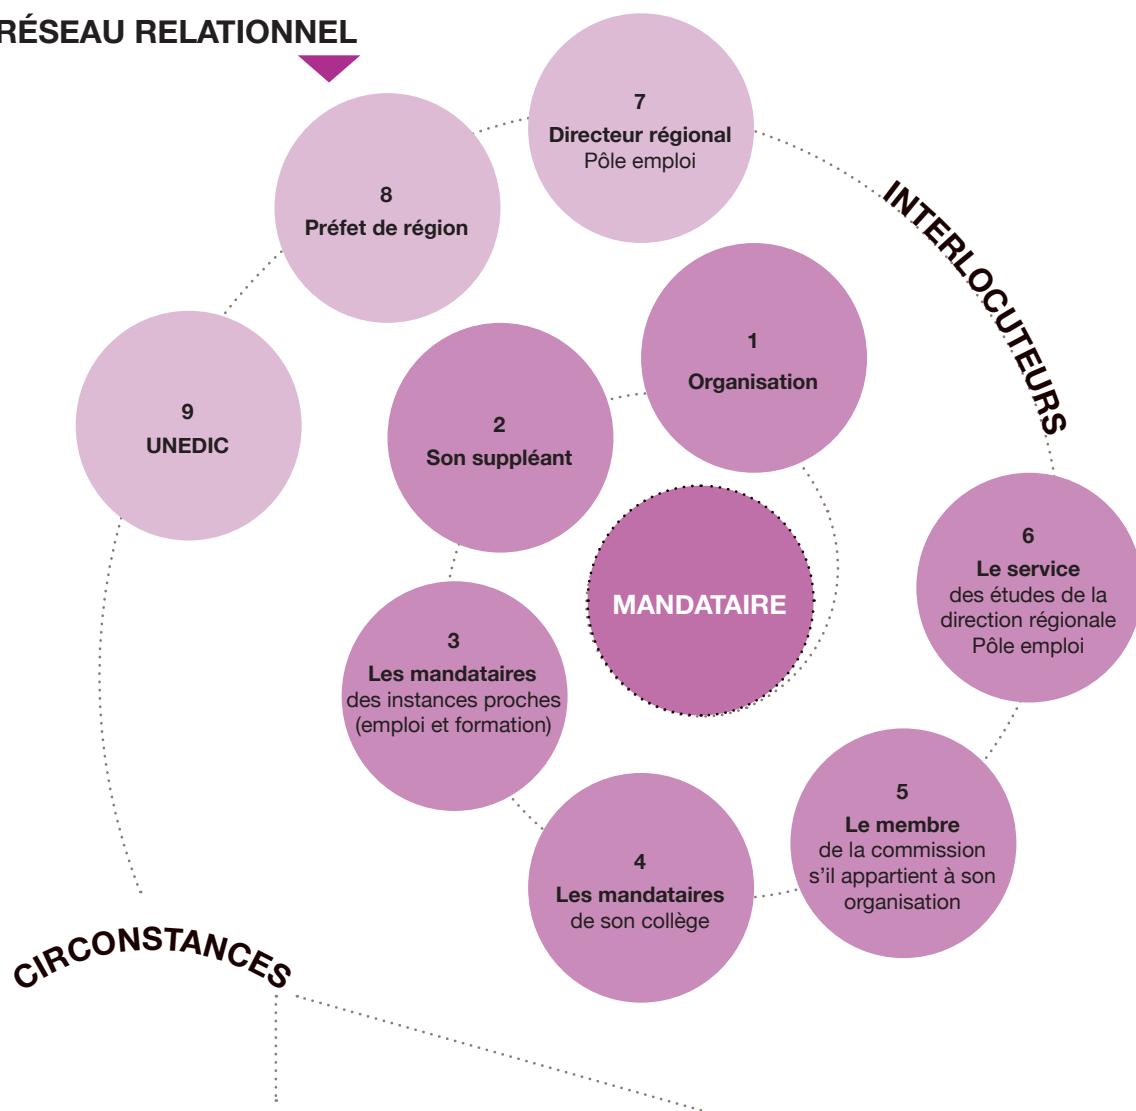 RÉSEAU RELATIONNEL
7
Directeur régional
Pôle emploi
8
Préfet de région
INTERLOCUTEURS
1
Organisation
9
UNEDIC
2
Son suppléant
6
Le service
des études de la
direction régionale
Pôle emploi
MANDATAIRE
3
Les mandataires
des instances proches
(emploi et formation)
5
Le membre
de la commission
s'il appartient à son
organisation
4
Les mandataires
de son collège
CIRCONSTANCES